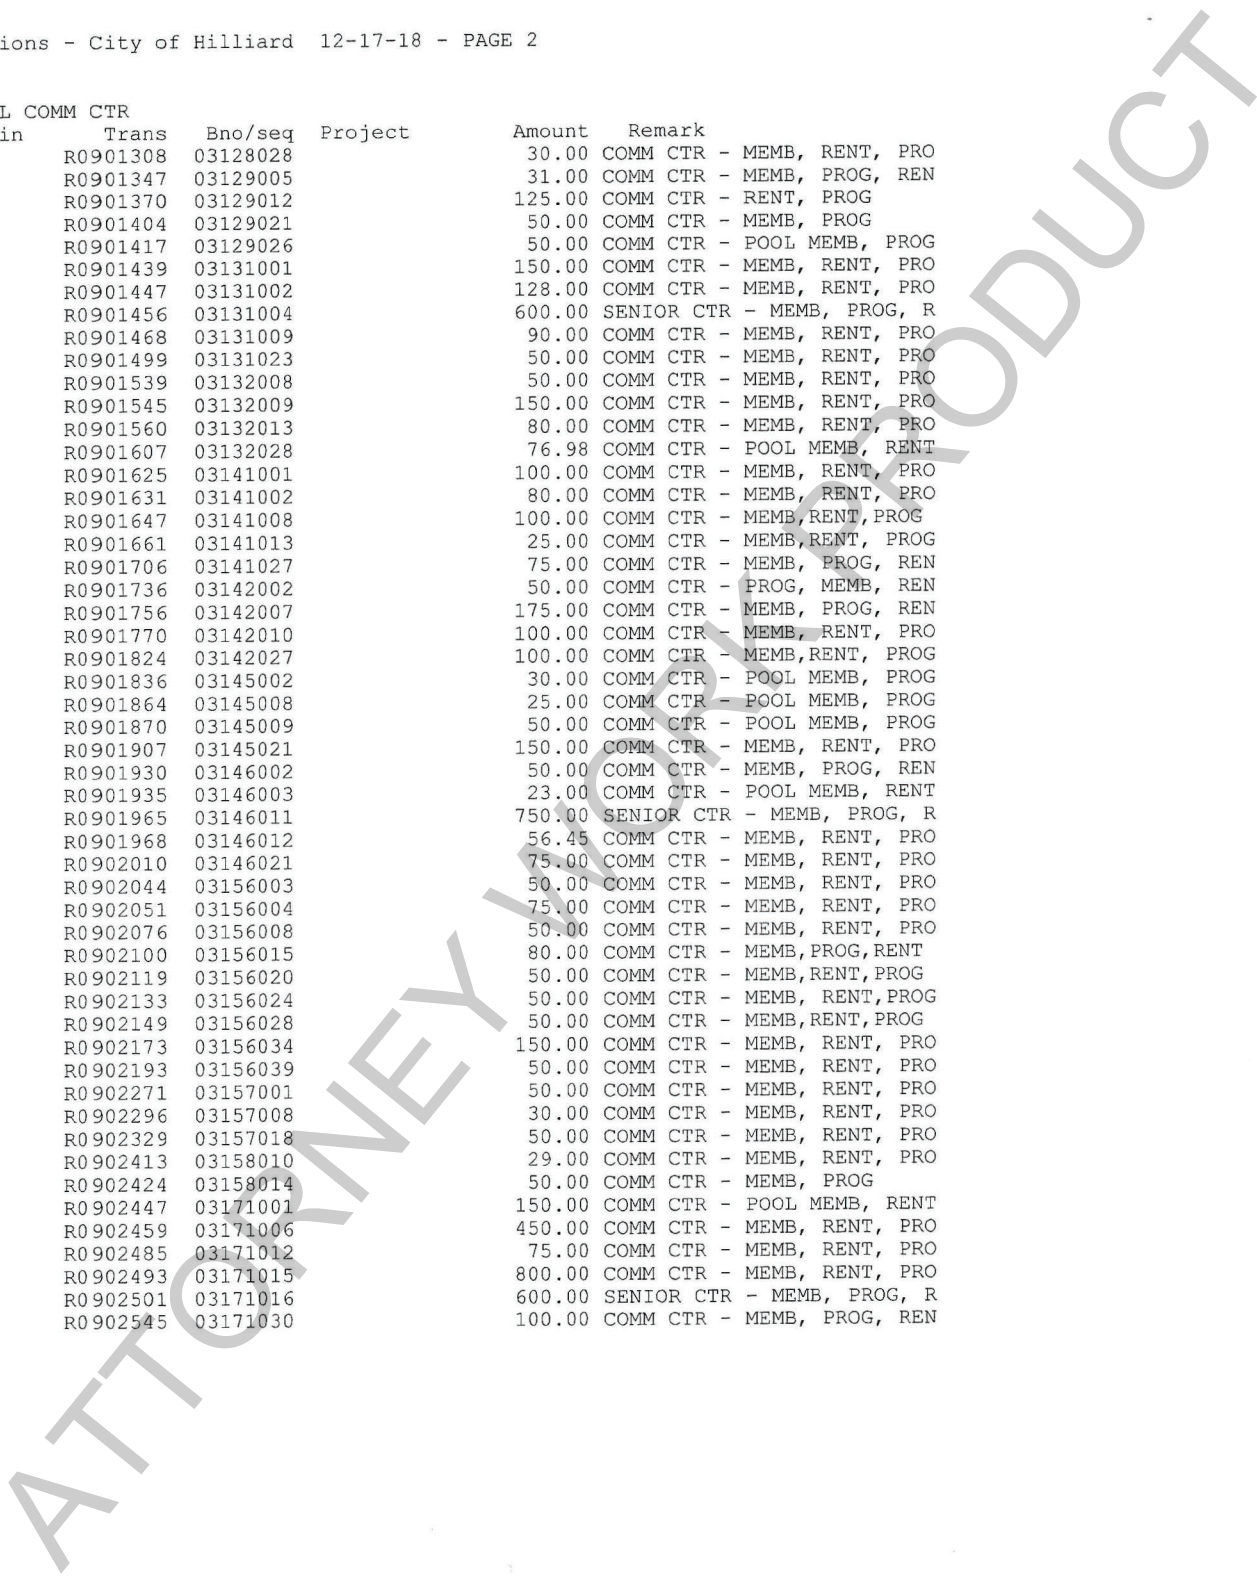 ions - City of Hilliard 12-17-18 - PAGE 2
L COMM CTR
in Trans Bno/seq Project Amount Remark
R0901308 03128028 30.00 COMM CTR - MEMB, RENT, PRO
R0901347 03129005 31.00 COMM CTR - MEMB, PROG, REN
R0901370 03129012 125.00 COMM CTR - RENT, PROG
R0901404 03129021 50.00 COMM CTR - MEMB, PROG
R0901417 03129026 50.00 COMM CTR - POOL MEMB, PROG
R0901439 03131001 150.00 COMM CTR - MEMB, RENT, PRO
R0901447 03131002 128.00 COMM CTR - MEMB, RENT, PRO
R0901456 03131004 600.00 SENIOR CTR - MEMB, PROG, R
R0901468 03131009 90.00 COMM CTR - MEMB, RENT, PRO
R0901499 03131023 50.00 COMM CTR - MEMB, RENT, PRO
R0901539 03132008 50.00 COMM CTR - MEMB, RENT, PRO
R0901545 03132009 150.00 COMM CTR - MEMB, RENT, PRO
R0901560 03132013 80.00 COMM CTR - MEMB, RENT, PRO
R0901607 03132028 76.98 COMM CTR - POOL MEMB, RENT
R0901625 03141001 100.00 COMM CTR - MEMB, RENT, PRO
R0901631 03141002 80.00 COMM CTR - MEMB, RENT, PRO
R0901647 03141008 100.00 COMM CTR - MEMB,RENT,PROG
R0901661 03141013 25.00 COMM CTR - MEMB,RENT, PROG
R0901706 03141027 75.00 COMM CTR - MEMB, PROG, REN
R0901736 03142002 50.00 COMM CTR - PROG, MEMB, REN
R0901756 03142007 175.00 COMM CTR - MEMB, PROG, REN
R0901770 03142010 100.00 COMM CTR - MEMB, RENT, PRO
R0901824 03142027 100.00 COMM CTR - MEMB,RENT, PROG
R0901836 03145002 30.00 COMM CTR - POOL MEMB, PROG
R0901864 03145008 25.00 COMM CTR - POOL MEMB, PROG
R0901870 03145009 50.00 COMM CTR - POOL MEMB, PROG
R0901907 03145021 150.00 COMM CTR - MEMB, RENT, PRO
R0901930 03146002 50.00 COMM CTR - MEMB, PROG, REN
R0901935 03146003 23.00 COMM CTR - POOL MEMB, RENT
R0901965 03146011 750.00 SENIOR CTR - MEMB, PROG, R
R0901968 03146012 56.45 COMM CTR - MEMB, RENT, PRO
R0902010 03146021 75.00 COMM CTR - MEMB, RENT, PRO
R0902044 03156003 50.00 COMM CTR - MEMB, RENT, PRO
R0902051 03156004 75.00 COMM CTR - MEMB, RENT, PRO
R0902076 03156008 50.00 COMM CTR - MEMB, RENT, PRO
R0902100 03156015 80.00 COMM CTR - MEMB,PROG,RENT
R0902119 03156020 50.00 COMM CTR - MEMB,RENT,PROG
R0902133 03156024 50.00 COMM CTR - MEMB, RENT,PROG
R0902149 03156028 50.00 COMM CTR - MEMB,RENT,PROG
R0902173 03156034 150.00 COMM CTR - MEMB, RENT, PRO
R0902193 03156039 50.00 COMM CTR - MEMB, RENT, PRO
R0902271 03157001 50.00 COMM CTR - MEMB, RENT, PRO
R0902296 03157008 30.00 COMM CTR - MEMB, RENT, PRO
R0902329 03157018 50.00 COMM CTR - MEMB, RENT, PRO
R0902413 03158010 29.00 COMM CTR - MEMB, RENT, PRO
R0902424 03158014 50.00 COMM CTR - MEMB, PROG
R0902447 03171001 150.00 COMM CTR - POOL MEMB, RENT
R0902459 03171006 450.00 COMM CTR - MEMB, RENT, PRO
R0902485 03171012 75.00 COMM CTR - MEMB, RENT, PRO
R0902493 03171015 800.00 COMM CTR - MEMB, RENT, PRO
R0902501 03171016 600.00 SENIOR CTR - MEMB, PROG, R
R0902545 03171030 100.00 COMM CTR - MEMB, PROG, REN
ATTORNEY WORK PRODUCT